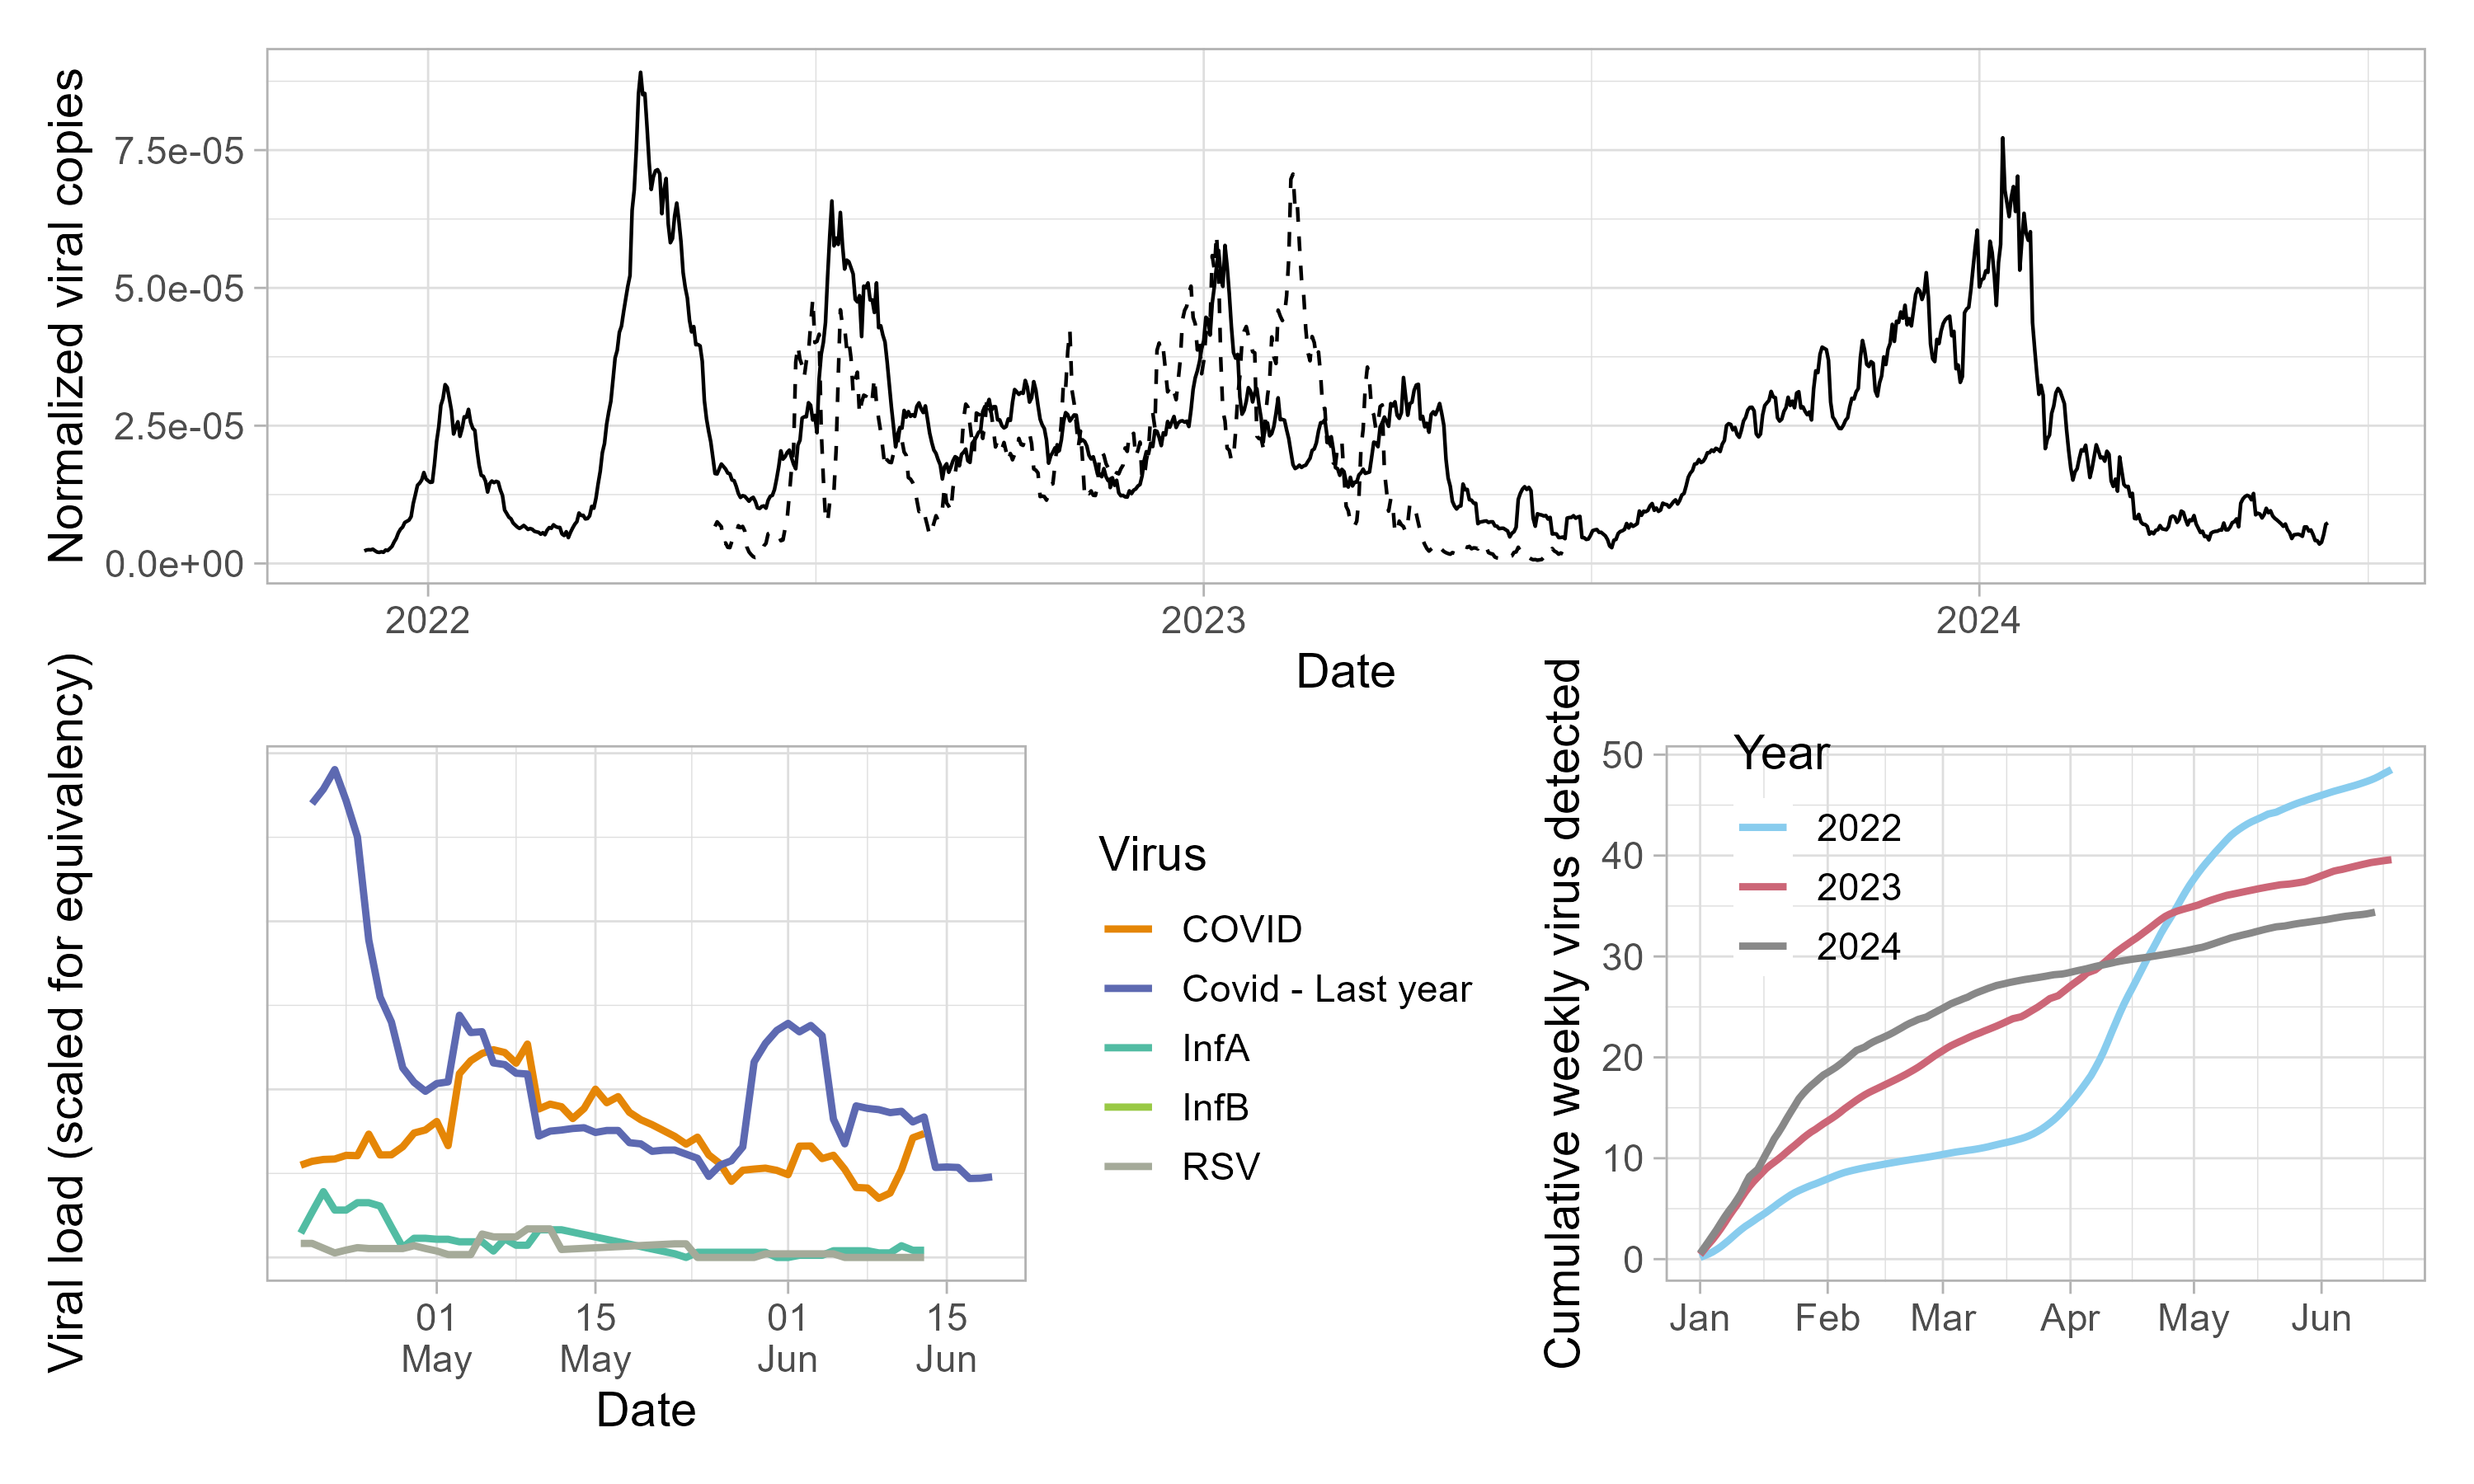 Normalized viral copies
7.5e-05
5.0e-05
2.5e-05
0.0e+00
2022
2023
2024
Date
Viral load (scaled for equivalency)
01
May
15
May
01
Jun
15
Jun
Date
Virus
COVID
Covid - Last year
InfA
InfB
RSV
Cumulative weekly virus detected
50
40
30
20
10
0
Year
2022
2023
2024
Jan
Feb
Mar
Apr
May
Jun